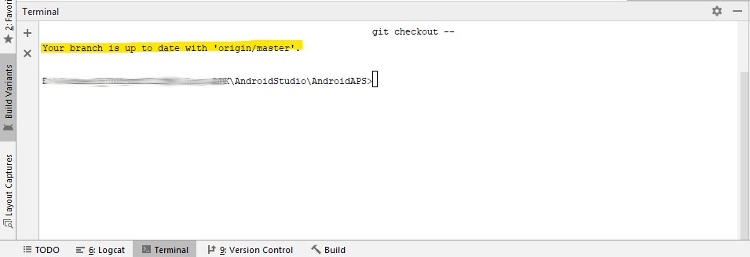 Terminal
git checkout --
Your branch is up to date with 'origin/master'.
\AndroidStudio\AndroidAPS>
2: Favori
Build Variants
Layout Captures
TODO
6: Logcat
Terminal
9: Version Control
Build